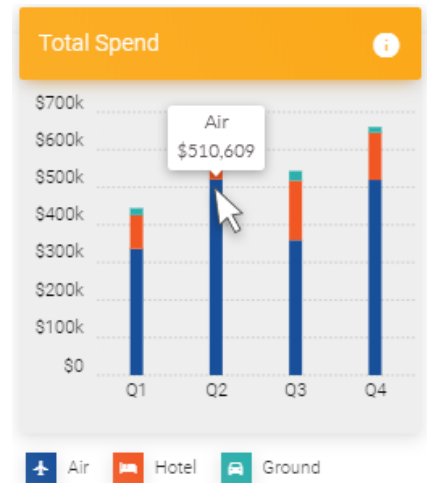 Total Spend
$700k
$600k
$500k
$400k
$300k
$200k
$100k
$0
Air
$510,609
Q1 Q2 Q3 Q4
Air Hotel Ground